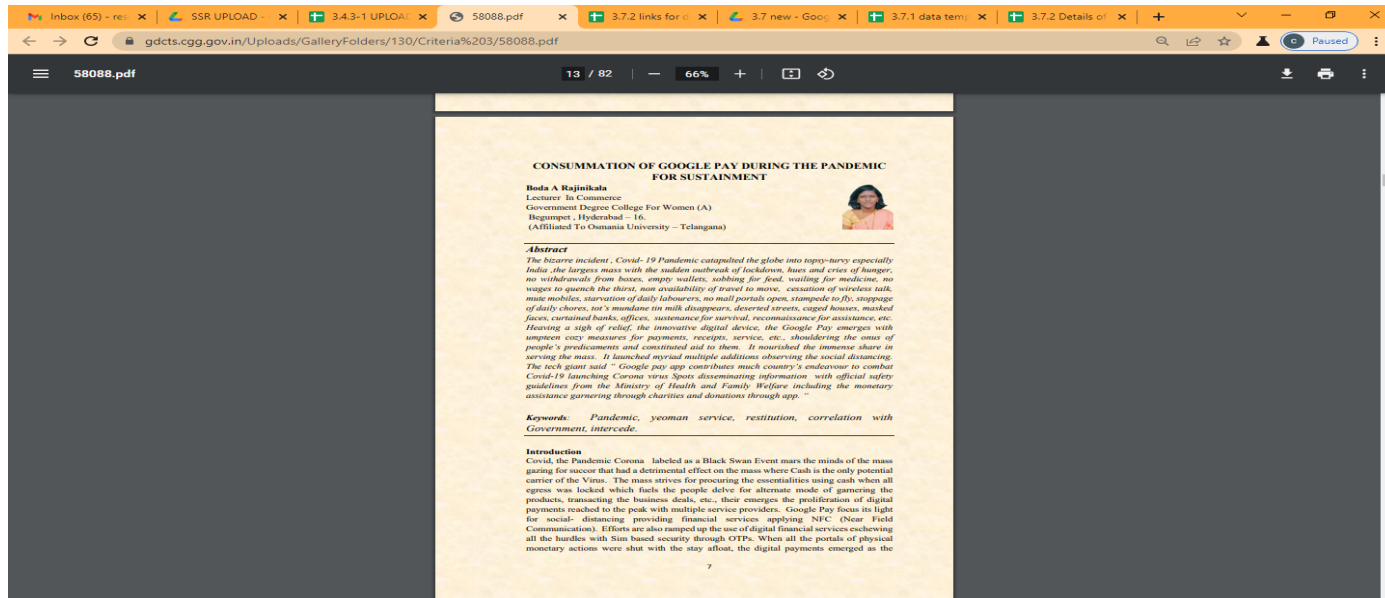 Inbox (65) - res
SSR UPLOAD -
3.4.3-1 UPLOAD
58088.pdf
3.7.2 links for d
3.7 new - Goog
3.7.1 data temp
3.7.2 Details of
gdcts.cgg.gov.in/Uploads/GalleryFolders/130/Criteria%203/58088.pdf
C Paused
58088.pdf
13 / 82
66%
CONSUMMATION OF GOOGLE PAY DURING THE PANDEMIC
FOR SUSTAINMENT
Boda A Rajinikala
Lecturer In Commerce
Government Degree College For Women (A)
Begumpet , Hyderabad – 16.
(Affiliated To Osmania University – Telangana)
Abstract
The bizarre incident , Covid- 19 Pandemic catapulted the globe into topsy-turvy especially
India ,the largess mass with the sudden outbreak of lockdown, hues and cries of hunger,
no withdrawals from boxes, empty wallets, sobbing for feed, wailing for medicine, no
wages to quench the thirst, non availability of travel to move, cessation of wireless talk,
mute mobiles, starvation of daily labourers, no mall portals open, stampede to fly, stoppage
of daily chores, tot's mundane tin milk disappears, deserted streets, caged houses, masked
faces, curtained banks, offices, sustenance for survival, reconnaissance for assistance, etc.
Heaving a sigh of relief, the innovative digital device, the Google Pay emerges with
umpteen cozy measures for payments, receipts, service, etc., shouldering the onus of
people's predicaments and constituted aid to them. It nourished the immense share in
serving the mass. It launched myriad multiple additions observing the social distancing.
The tech giant said " Google pay app contributes much country's endeavour to combat
Covid-19 launching Corona virus Spots disseminating information with official safety
guidelines from the Ministry of Health and Family Welfare including the monetary
assistance garnering through charities and donations through app. "
Keywords: Pandemic, yeoman service, restitution, correlation with
Government, intercede.
Introduction
Covid, the Pandemic Corona labeled as a Black Swan Event mars the minds of the mass
gazing for succor that had a detrimental effect on the mass where Cash is the only potential
carrier of the Virus. The mass strives for procuring the essentialities using cash when all
egress was locked which fuels the people delve for alternate mode of garnering the
products, transacting the business deals, etc., their emerges the proliferation of digital
payments reached to the peak with multiple service providers. Google Pay focus its light
for social- distancing providing financial services applying NFC (Near Field
Communication). Efforts are also ramped up the use of digital financial services eschewing
all the hurdles with Sim based security through OTPs. When all the portals of physical
monetary actions were shut with the stay afloat, the digital payments emerged as the
7